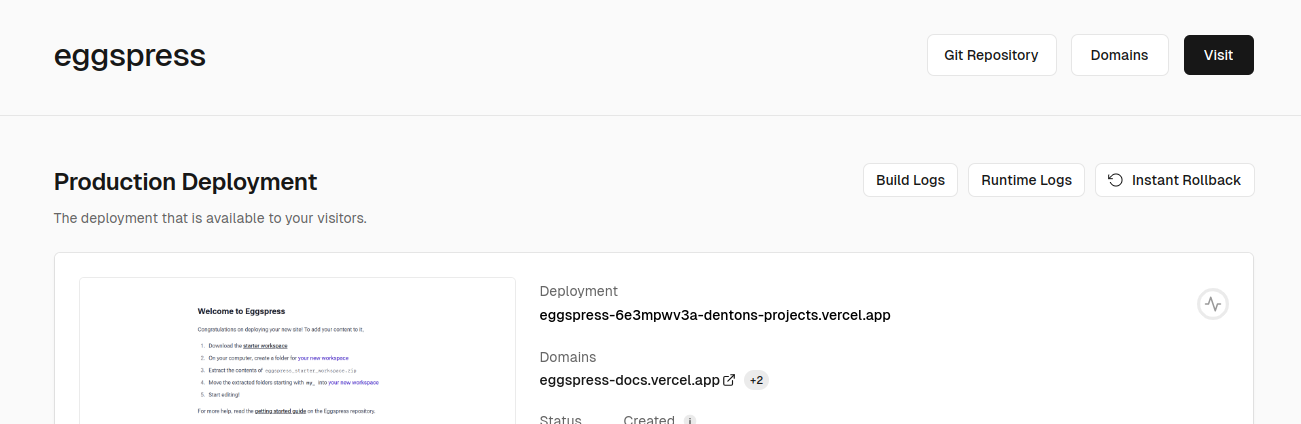 eggspress
Git Repository
Domains
Visit
Production Deployment
Build Logs
Runtime Logs
Instant Rollback
The deployment that is available to your visitors.
Welcome to Eggspress
Congratulations on deploying your new site! To add your content to it,
1. Download the starter workspace
2. On your computer, create a folder for your new workspace
3. Extract the contents of eggspress_starter_workspace.zip
4. Move the extracted folders starting with my_ into your new workspace
5. Start editing!
For more help, read the getting started guide on the Eggspress repository.
Deployment
eggspress-6e3mpwv3a-dentons-projects.vercel.app
Domains
eggspress-docs.vercel.app +2
Status
Created i